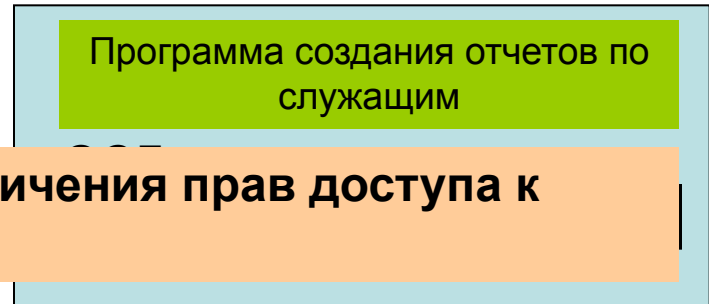 Программа создания отчетов по
служащим
ичения прав доступа к